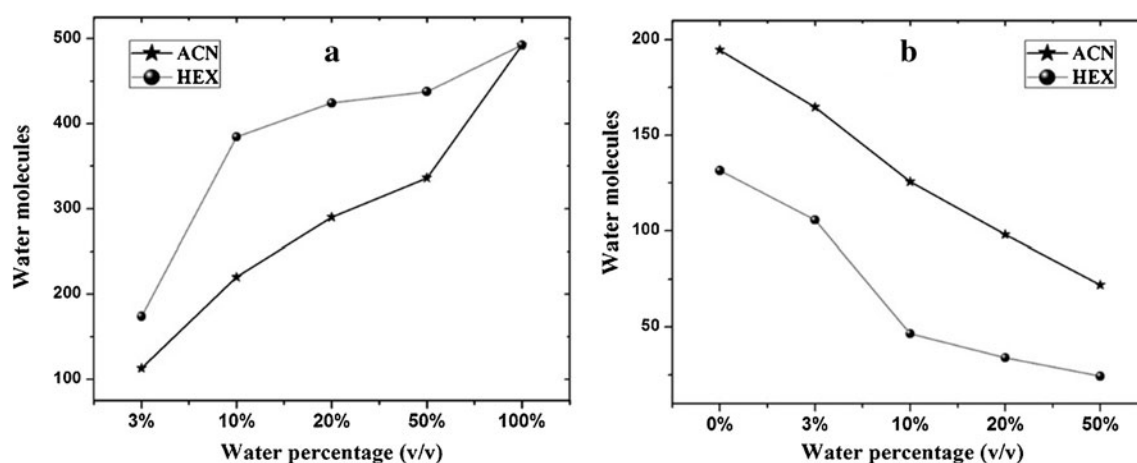 a
ACN
HEX
Water molecules
500
400
300
200
100
3% 10% 20% 50% 100%
Water percentage (v/v)
b
ACN
HEX
Water molecules
200
150
100
50
0% 3% 10% 20% 50%
Water percentage (v/v)